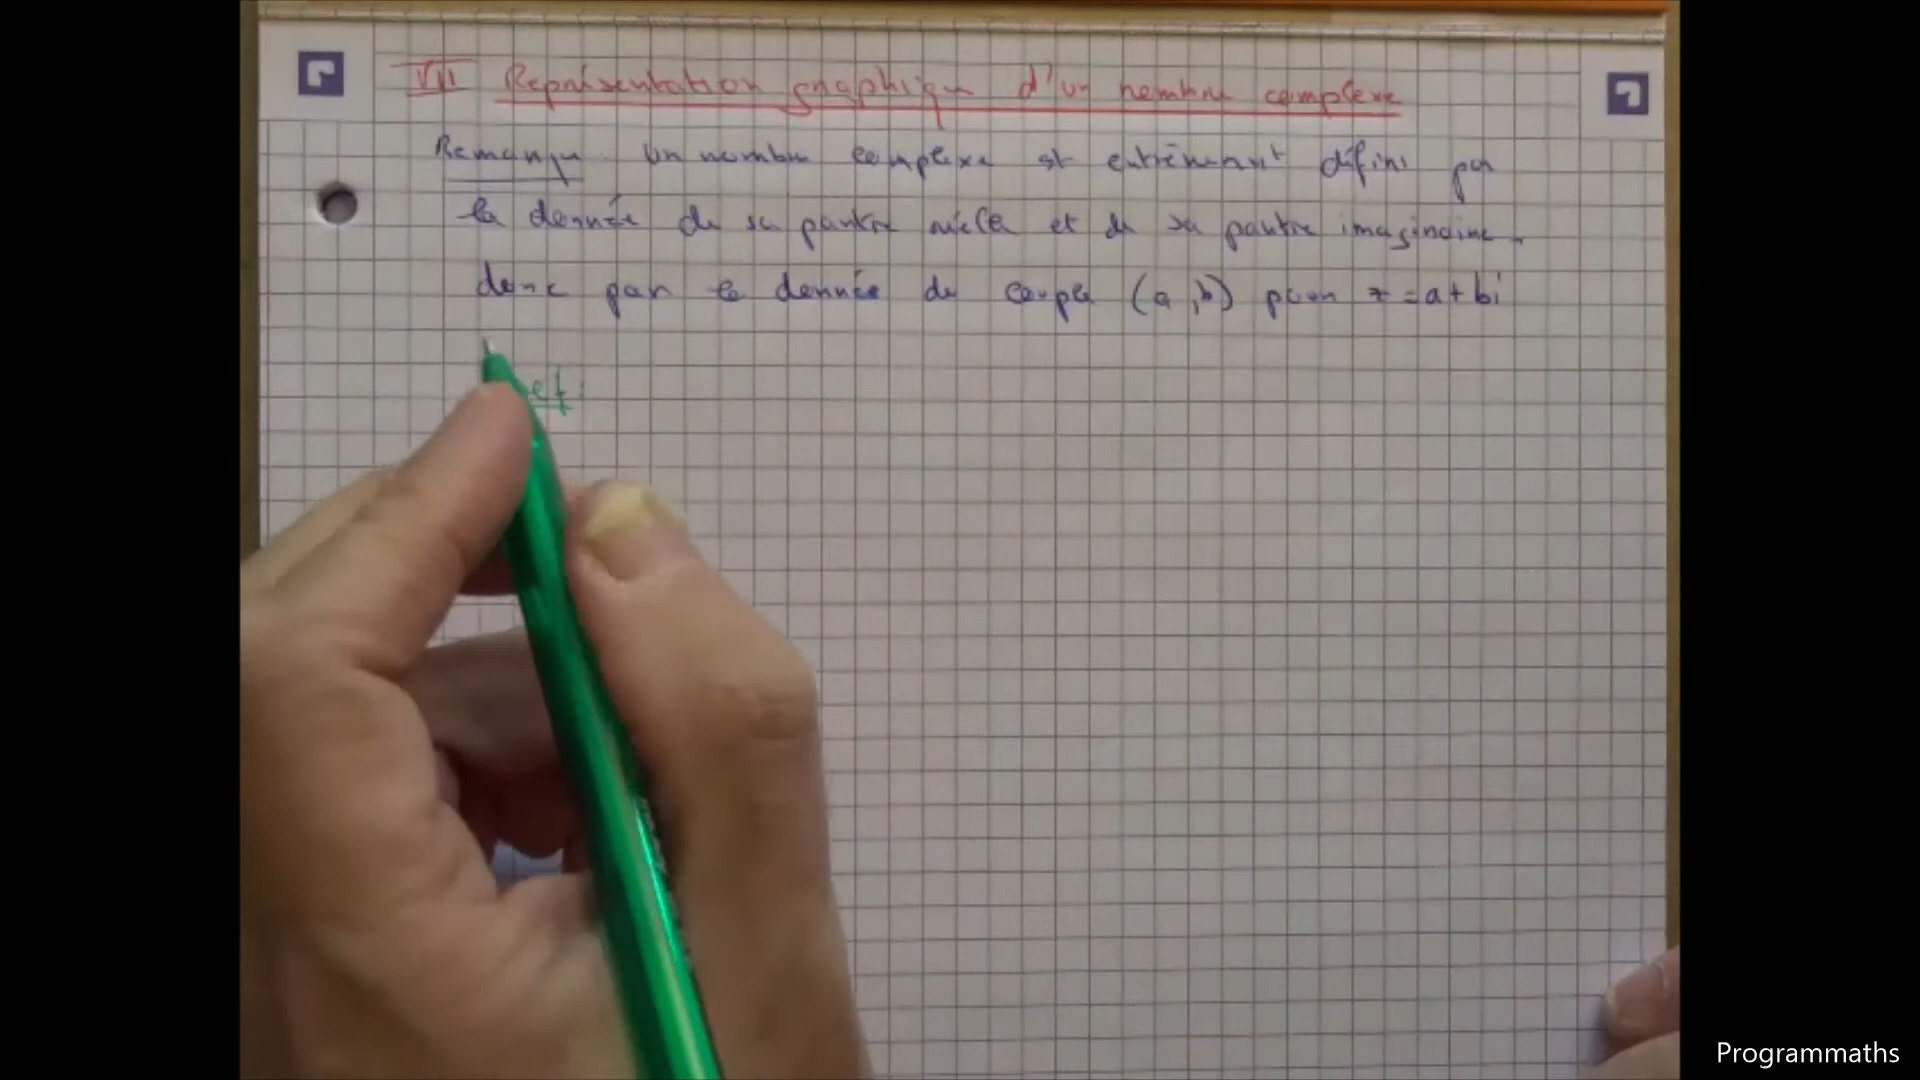 VII Représentation graphique d'un nombre complexe
Remarque Un nombre complexe est entièrement défini par
la donnée de sa partie réelle et de sa partie imaginaire.
donc par la donnée du couple (a, b) pour z = a + bi
ef:
Programmaths